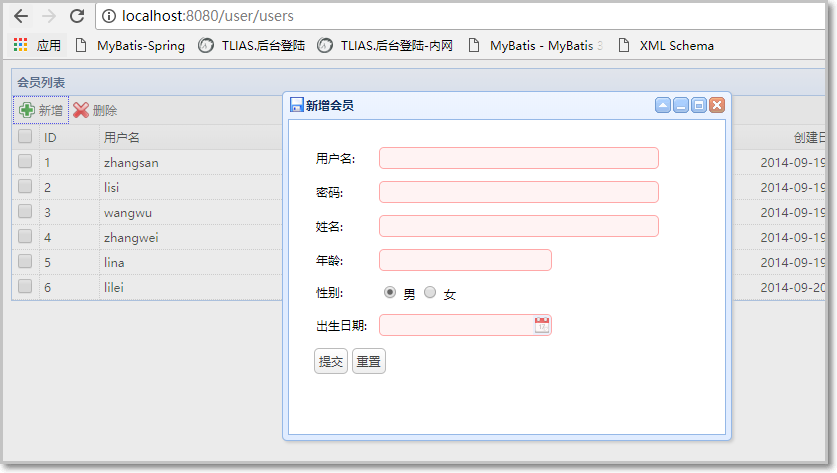 localhost:8080/user/users
应用 MyBatis-Spring TLIAS.后台登陆 TLIAS.后台登陆-内网 MyBatis - MyBatis 3 XML Schema
会员列表
新增 删除
ID 用户名 创建日
1 zhangsan 2014-09-19
2 lisi 2014-09-19
3 wangwu 2014-09-19
4 zhangwei 2014-09-19
5 lina 2014-09-19
6 lilei 2014-09-20
新增会员
用户名:
密码:
姓名:
年龄:
性别: 男 女
出生日期:
提交 重置